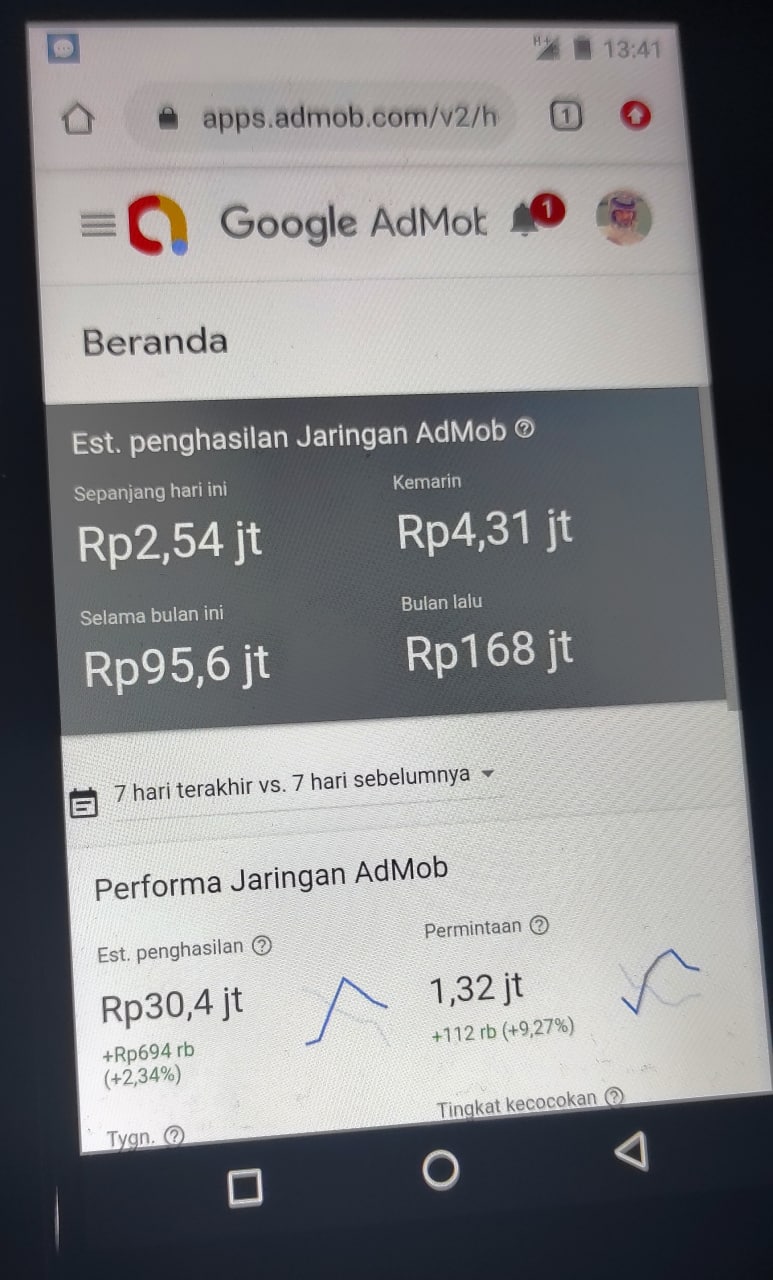 H+ 13:41
apps.admob.com/v2/h 1
Google AdMob 1
Beranda
Est. penghasilan Jaringan AdMob
Sepanjang hari ini Kemarin
Rp2,54 jt Rp4,31 jt
Selama bulan ini Bulan lalu
Rp95,6 jt Rp168 jt
7 hari terakhir vs. 7 hari sebelumnya
Performa Jaringan AdMob
Est. penghasilan Permintaan
Rp30,4 jt 1,32 jt
+Rp694 rb +112 rb (+9,27%)
(+2,34%)
Tygn. Tingkat kecocokan